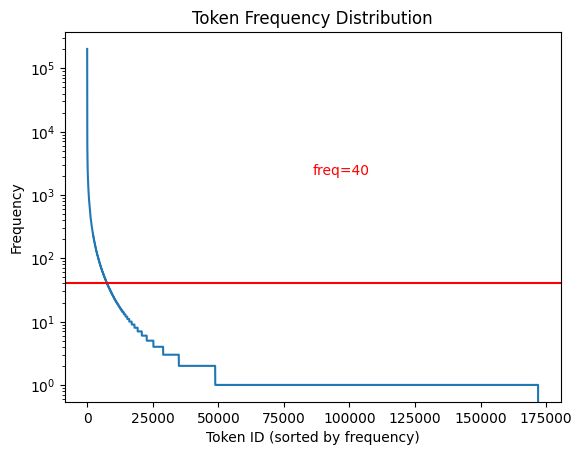 Token Frequency Distribution
10^5
10^4
freq=40
10^3
10^2
10^1
10^0
Frequency
0 25000 50000 75000 100000 125000 150000 175000
Token ID (sorted by frequency)